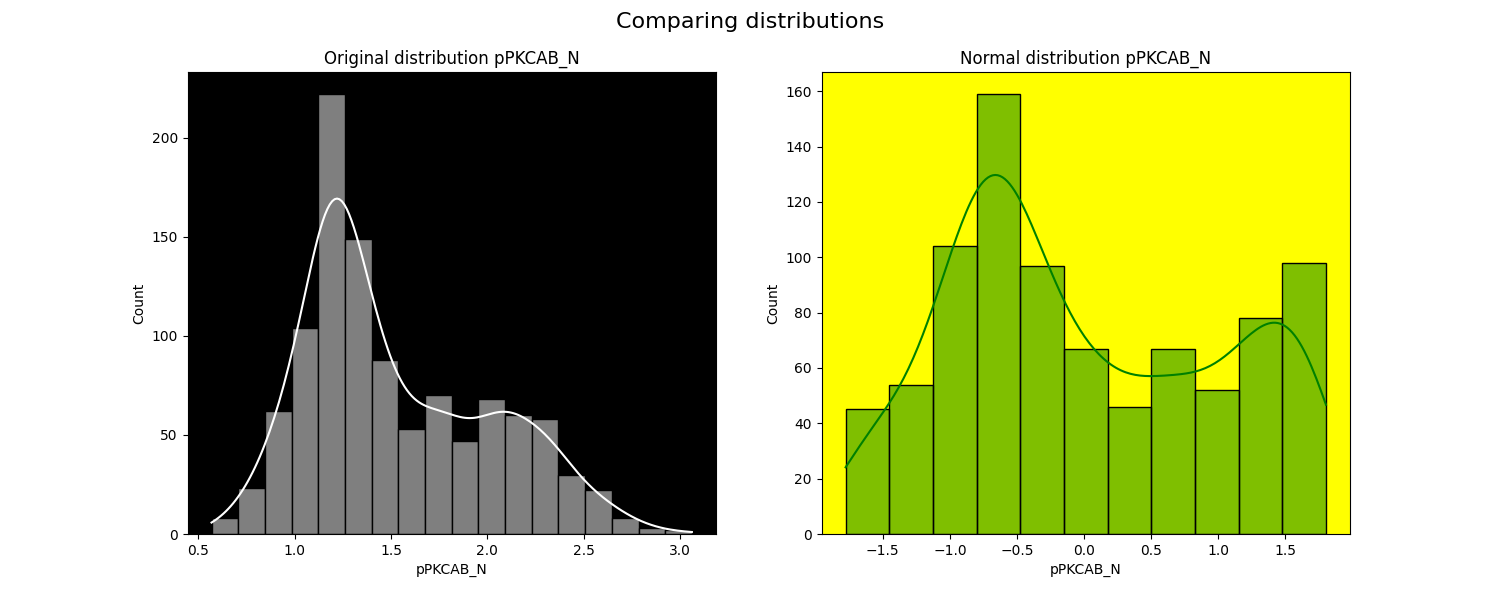 Comparing distributions
Original distribution pPKCAB_N
Normal distribution pPKCAB_N
200
150
100
50
0
Count
0.5 1.0 1.5 2.0 2.5 3.0
pPKCAB_N
160
140
120
100
80
60
40
20
0
Count
−1.5 −1.0 −0.5 0.0 0.5 1.0 1.5
pPKCAB_N